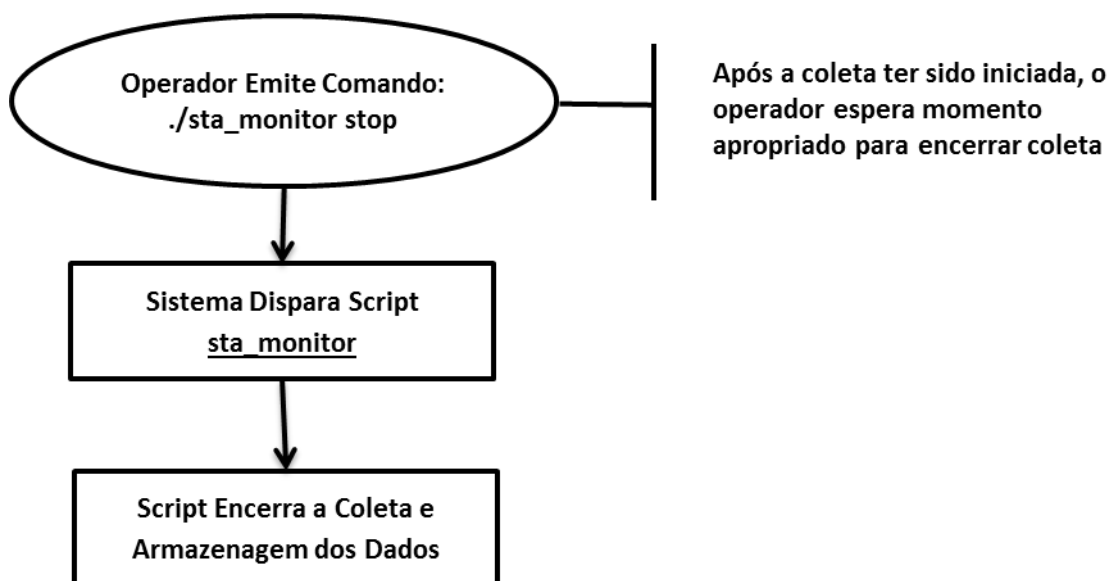 Operador Emite Comando:
./sta_monitor stop
Após a coleta ter sido iniciada, o
operador espera momento
apropriado para encerrar coleta
Sistema Dispara Script
sta_monitor
Script Encerra a Coleta e
Armazenagem dos Dados